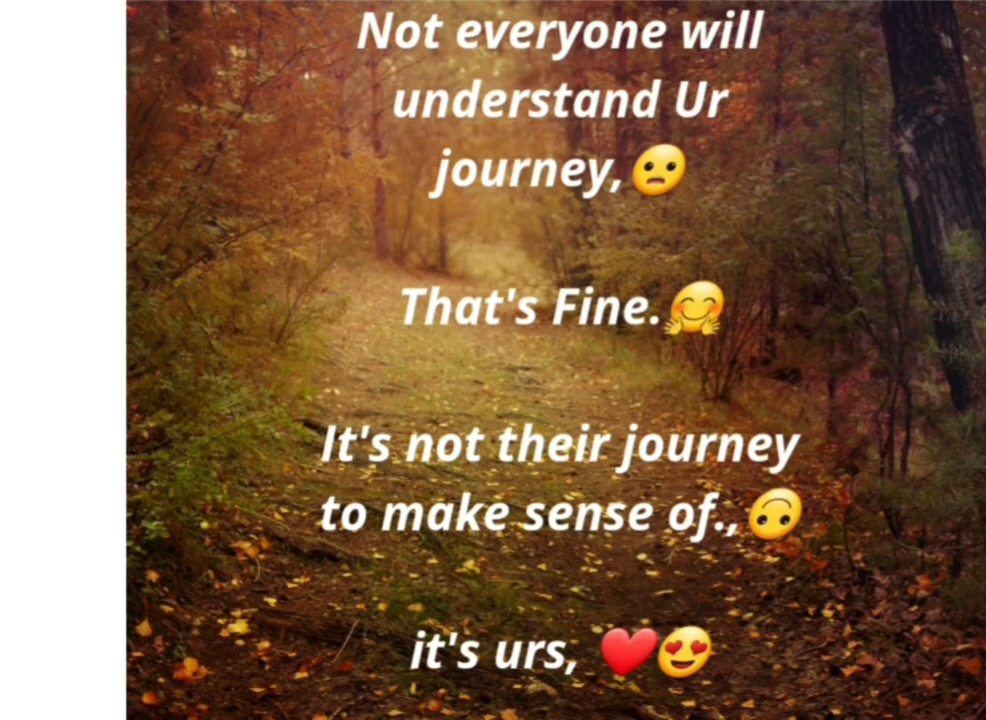 Not everyone will
understand Ur
journey,😦
That's Fine.🤗
It's not their journey
to make sense of.,🙃
it's urs, ❤️😍